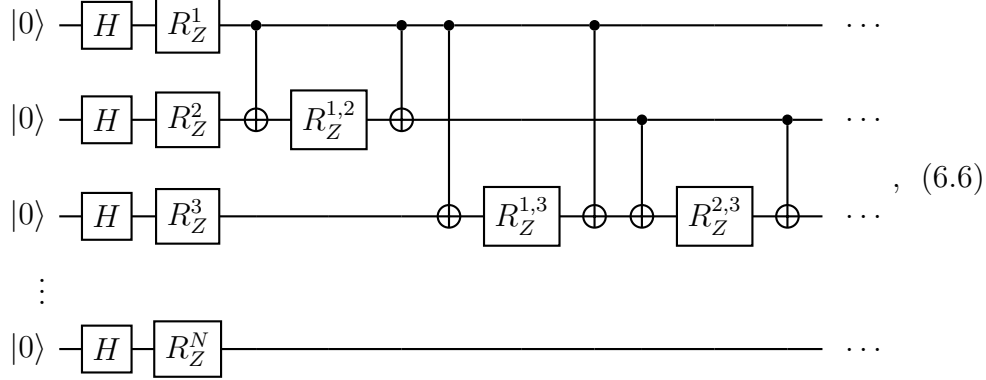 |0⟩ H R_Z^1 ⋯
|0⟩ H R_Z^2 R_Z^{1,2} ⋯
, (6.6)
|0⟩ H R_Z^3 R_Z^{1,3} R_Z^{2,3} ⋯
⋮
|0⟩ H R_Z^N ⋯